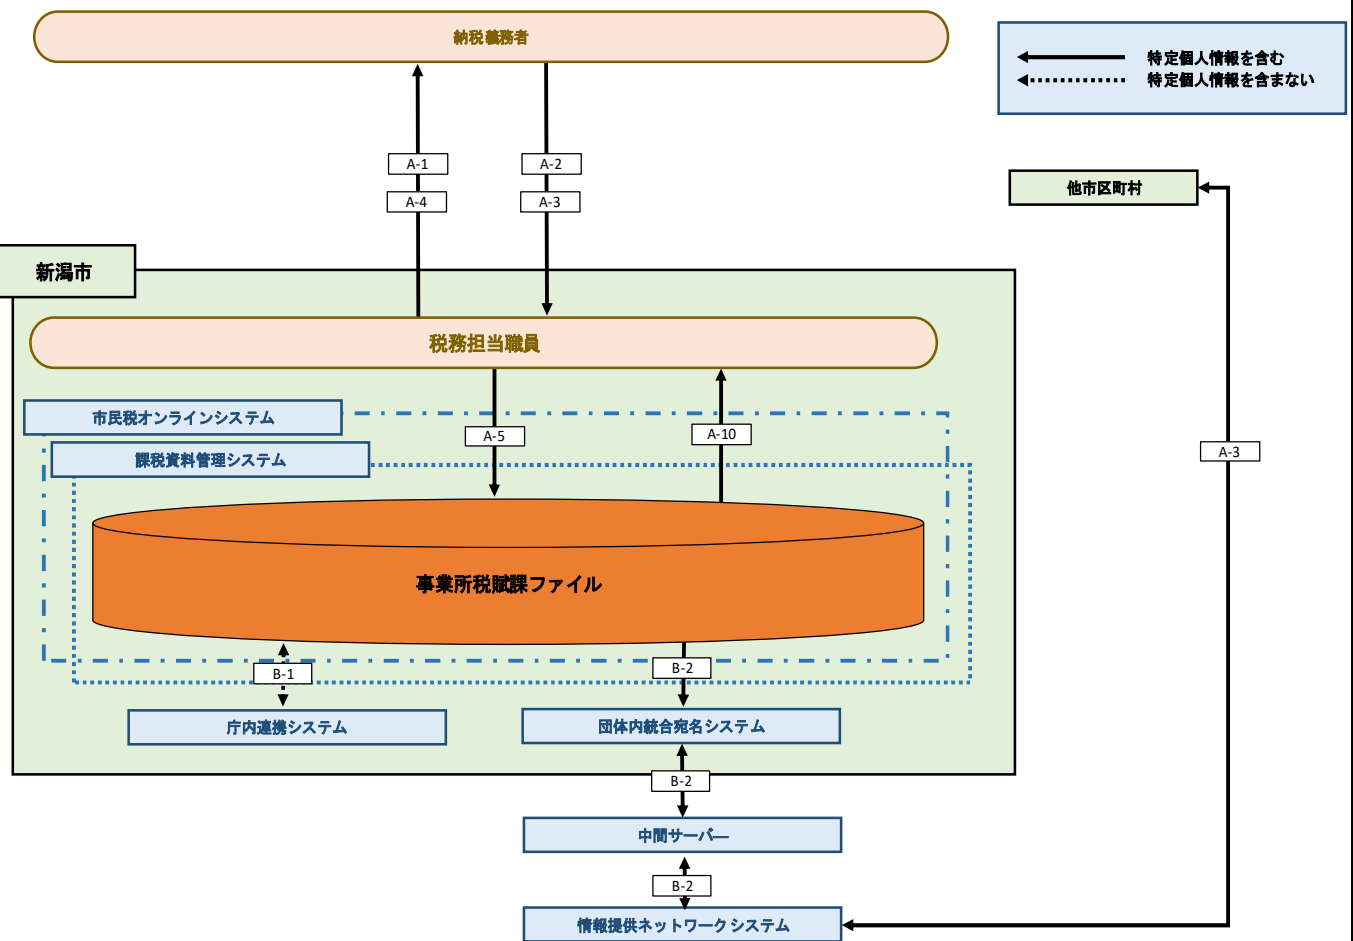 納税義務者
特定個人情報を含む
特定個人情報を含まない
A-1
A-2
A-4
A-3
他市区町村
新潟市
税務担当職員
市民税オンラインシステム
A-5
A-10
課税資料管理システム
A-3
事業所税賦課ファイル
B-1
B-2
庁内連携システム
団体内統合宛名システム
B-2
中間サーバー
B-2
情報提供ネットワークシステム